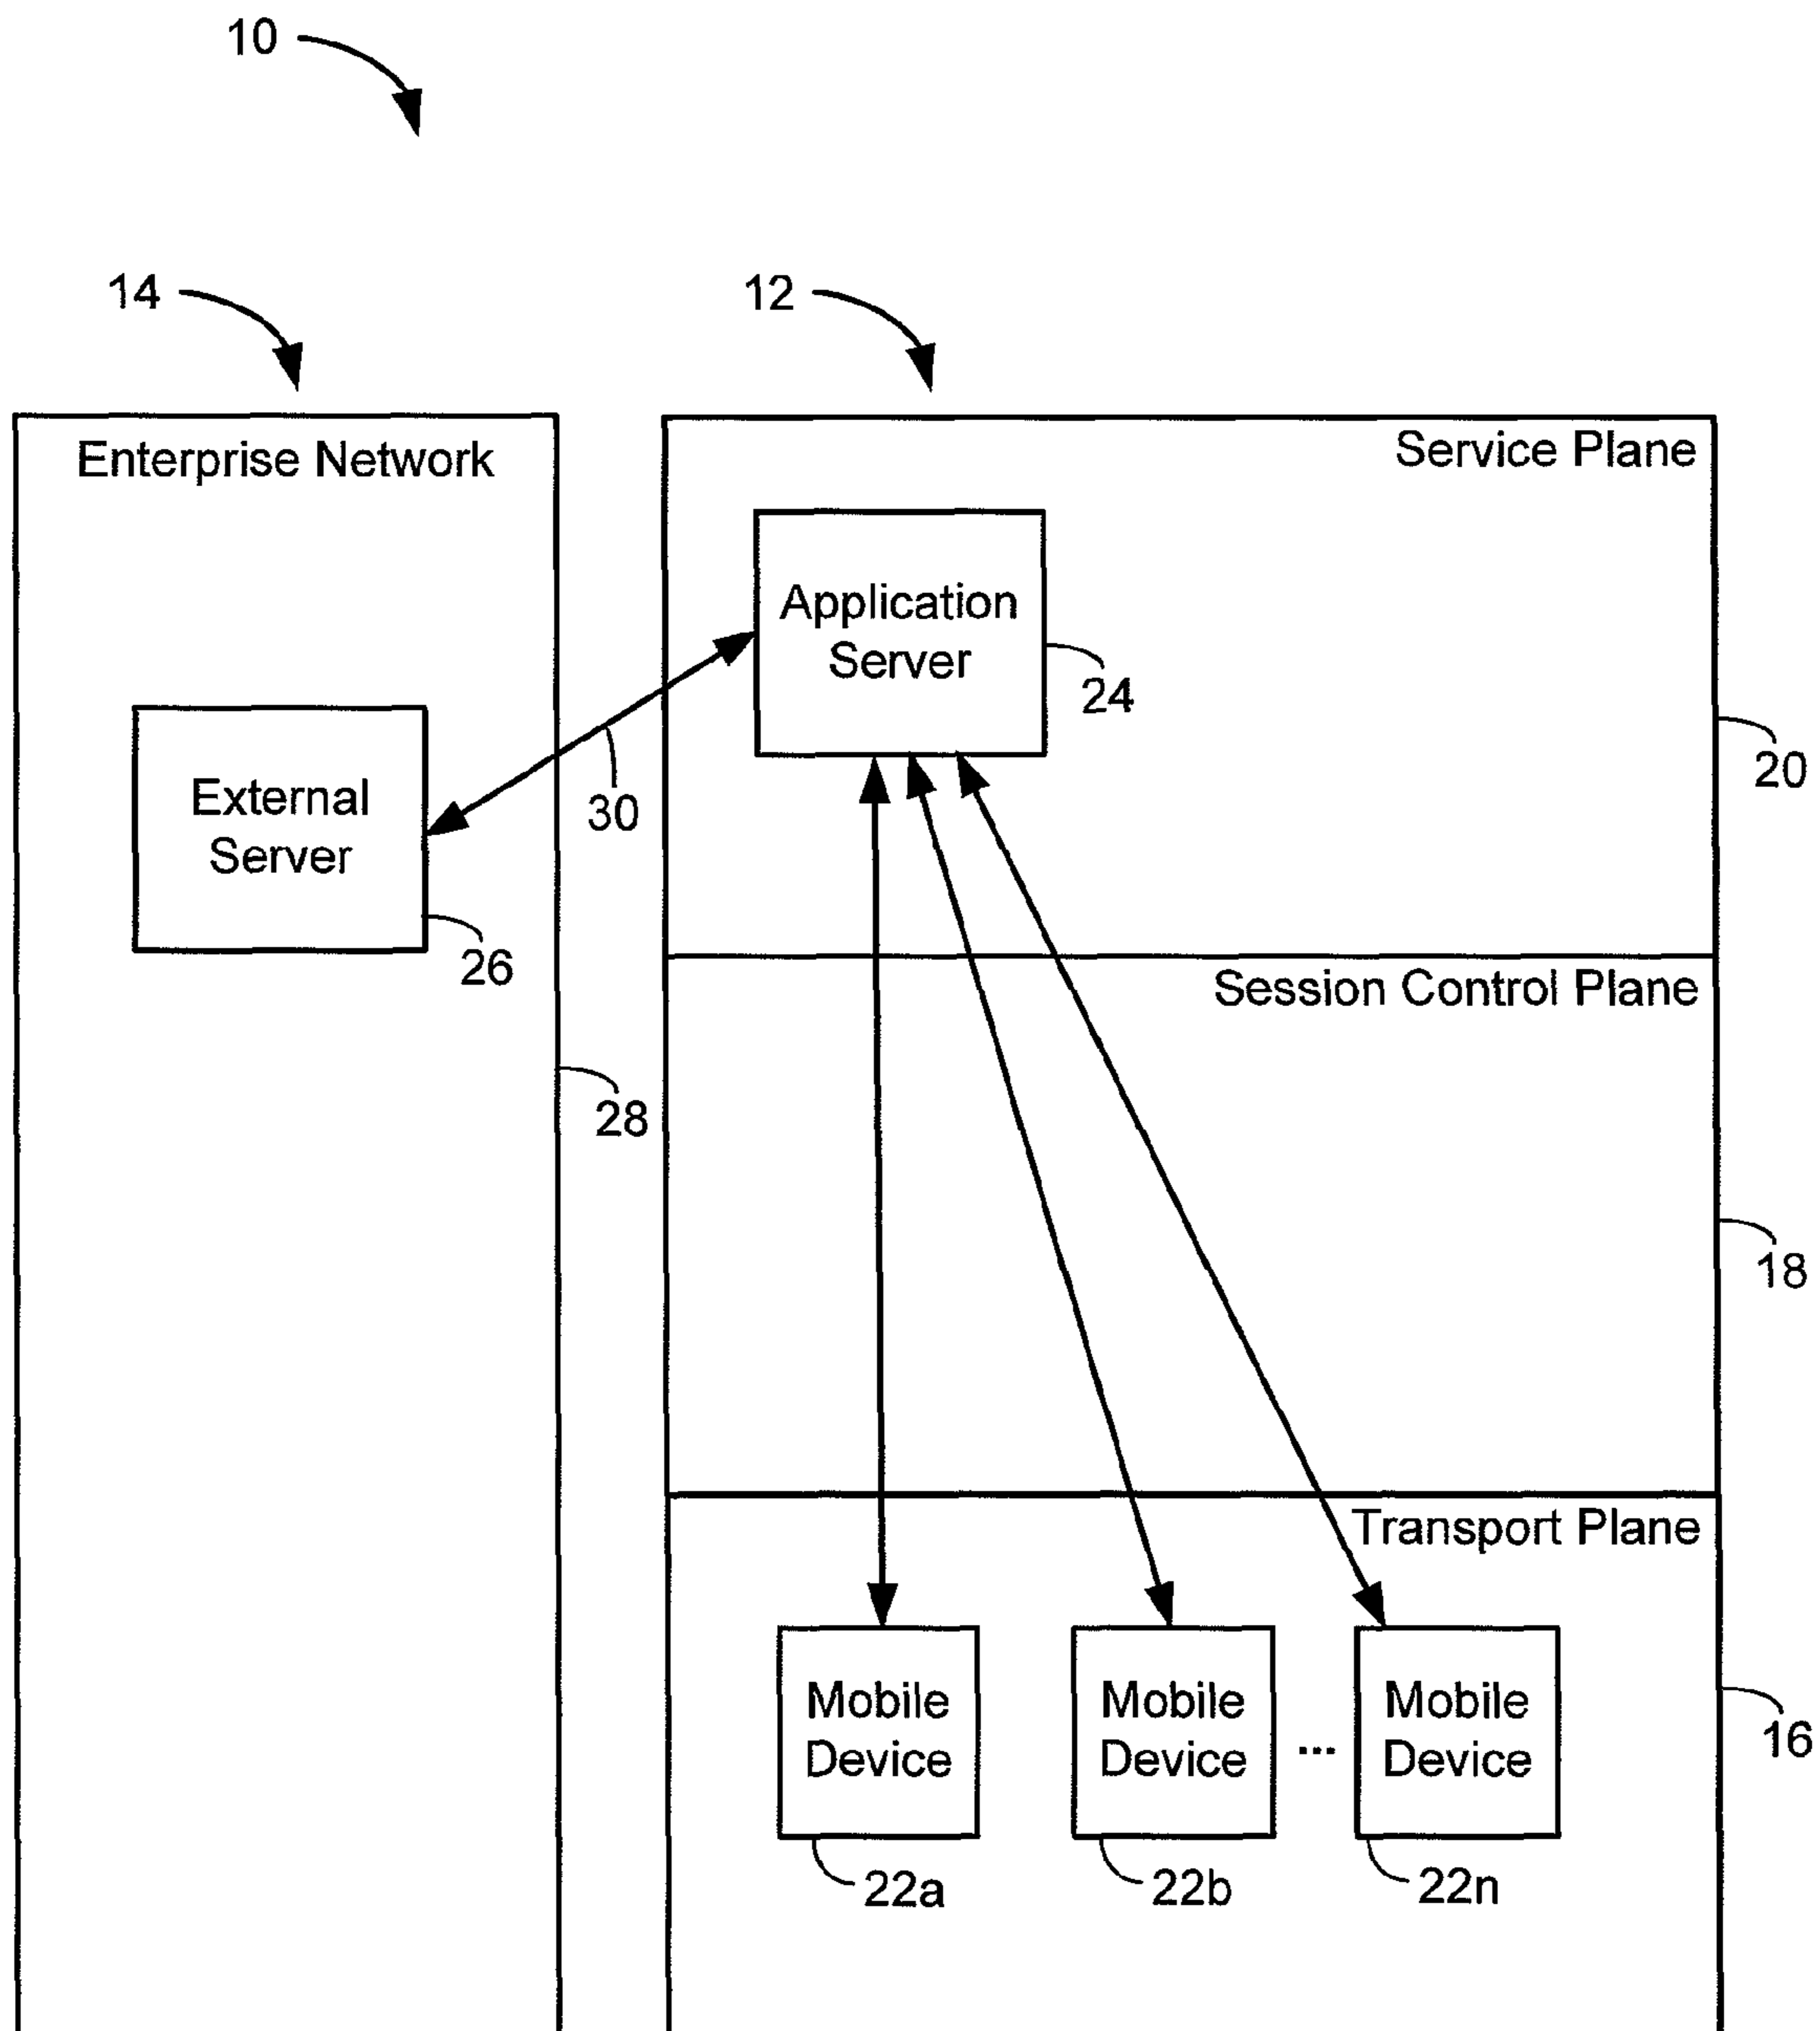 10
14
12
Enterprise Network
Service Plane
Application
Server
24
20
External
Server
30
26
Session Control Plane
28
18
Transport Plane
Mobile
Device
Mobile
Device
...
Mobile
Device
16
22a
22b
22n